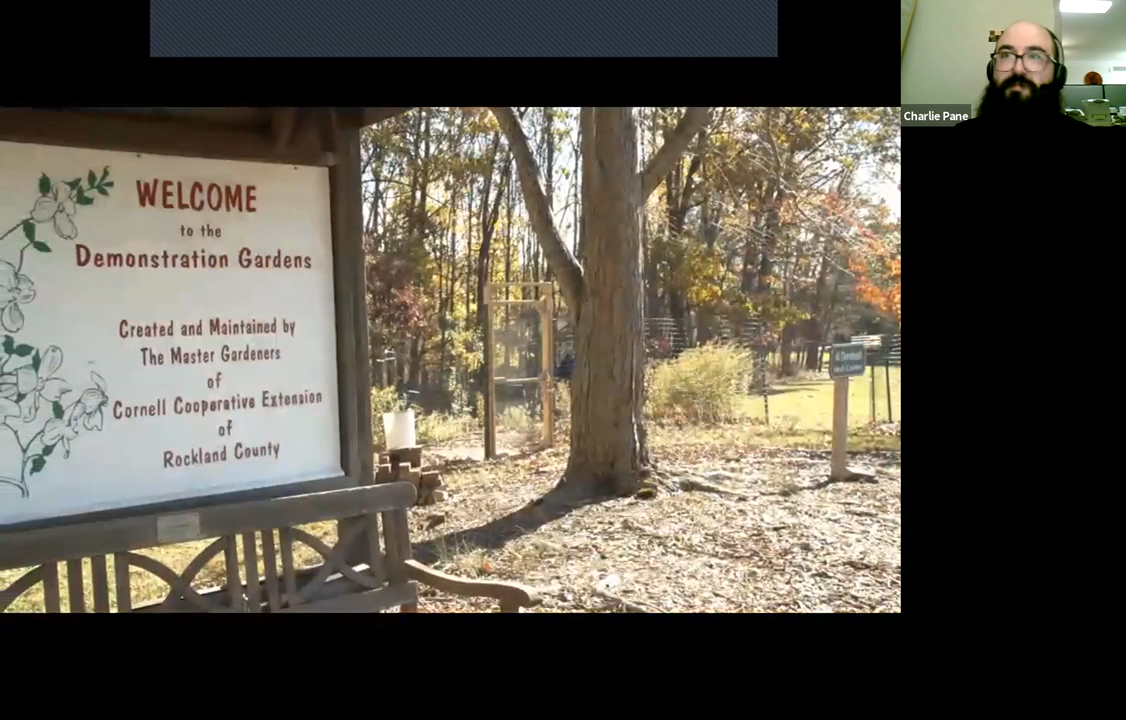 WELCOME
to the
Demonstration Gardens
Created and Maintained by
The Master Gardeners
of
Cornell Cooperative Extension
of
Rockland County
Charlie Pane